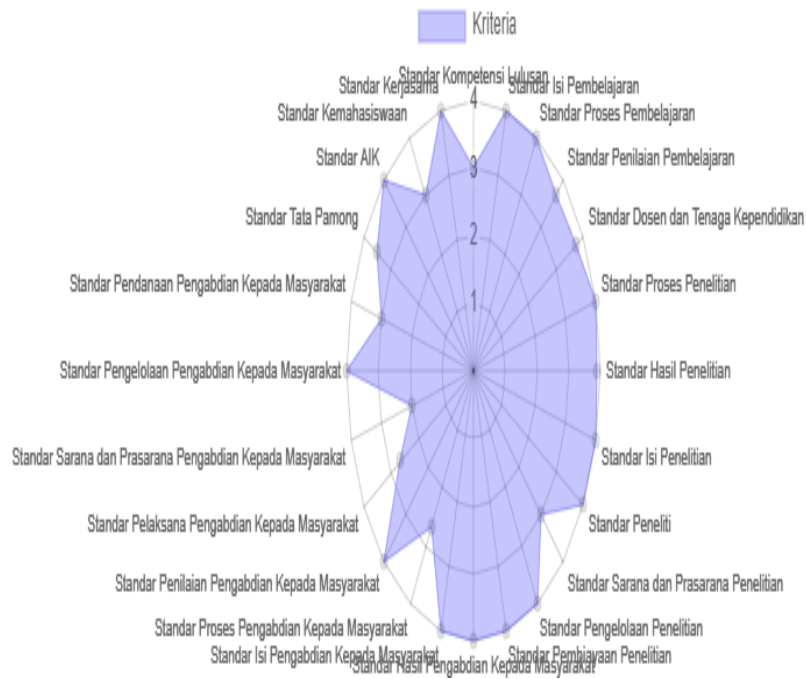 Kriteria
Standar Kompetensi Lulusan
Standar Isi Pembelajaran
Standar Proses Pembelajaran
Standar Penilaian Pembelajaran
Standar Dosen dan Tenaga Kependidikan
Standar Proses Penelitian
Standar Hasil Penelitian
Standar Isi Penelitian
Standar Peneliti
Standar Sarana dan Prasarana Penelitian
Standar Pengelolaan Penelitian
Standar Pembiayaan Penelitian
Standar Hasil Pengabdian Kepada Masyarakat
Standar Isi Pengabdian Kepada Masyarakat
Standar Proses Pengabdian Kepada Masyarakat
Standar Penilaian Pengabdian Kepada Masyarakat
Standar Pelaksana Pengabdian Kepada Masyarakat
Standar Sarana dan Prasarana Pengabdian Kepada Masyarakat
Standar Pengelolaan Pengabdian Kepada Masyarakat
Standar Pendanaan Pengabdian Kepada Masyarakat
Standar Tata Pamong
Standar AIK
Standar Kemahasiswaan
Standar Kerjasama
4
3
2
1